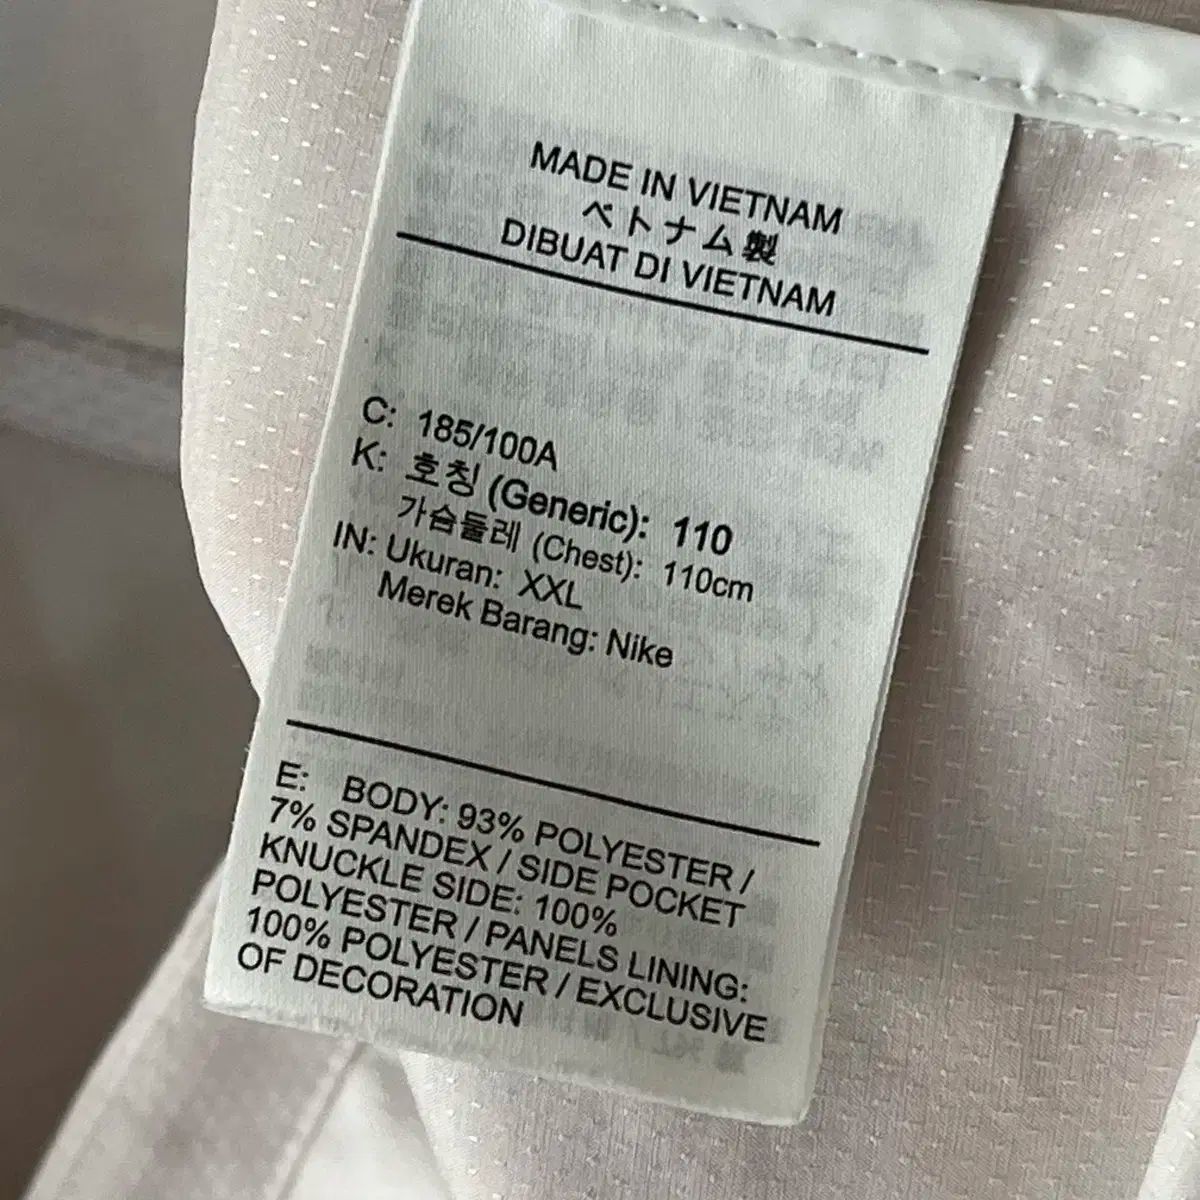 MADE IN VIETNAM
ベトナム製
DIBUAT DI VIETNAM
C: 185/100A
K: 호칭 (Generic): 110
가슴둘레 (Chest): 110cm
IN: Ukuran: XXL
Merek Barang: Nike
E: BODY: 93% POLYESTER /
7% SPANDEX / SIDE POCKET
KNUCKLE SIDE: 100%
POLYESTER / PANELS LINING:
100% POLYESTER / EXCLUSIVE
OF DECORATION